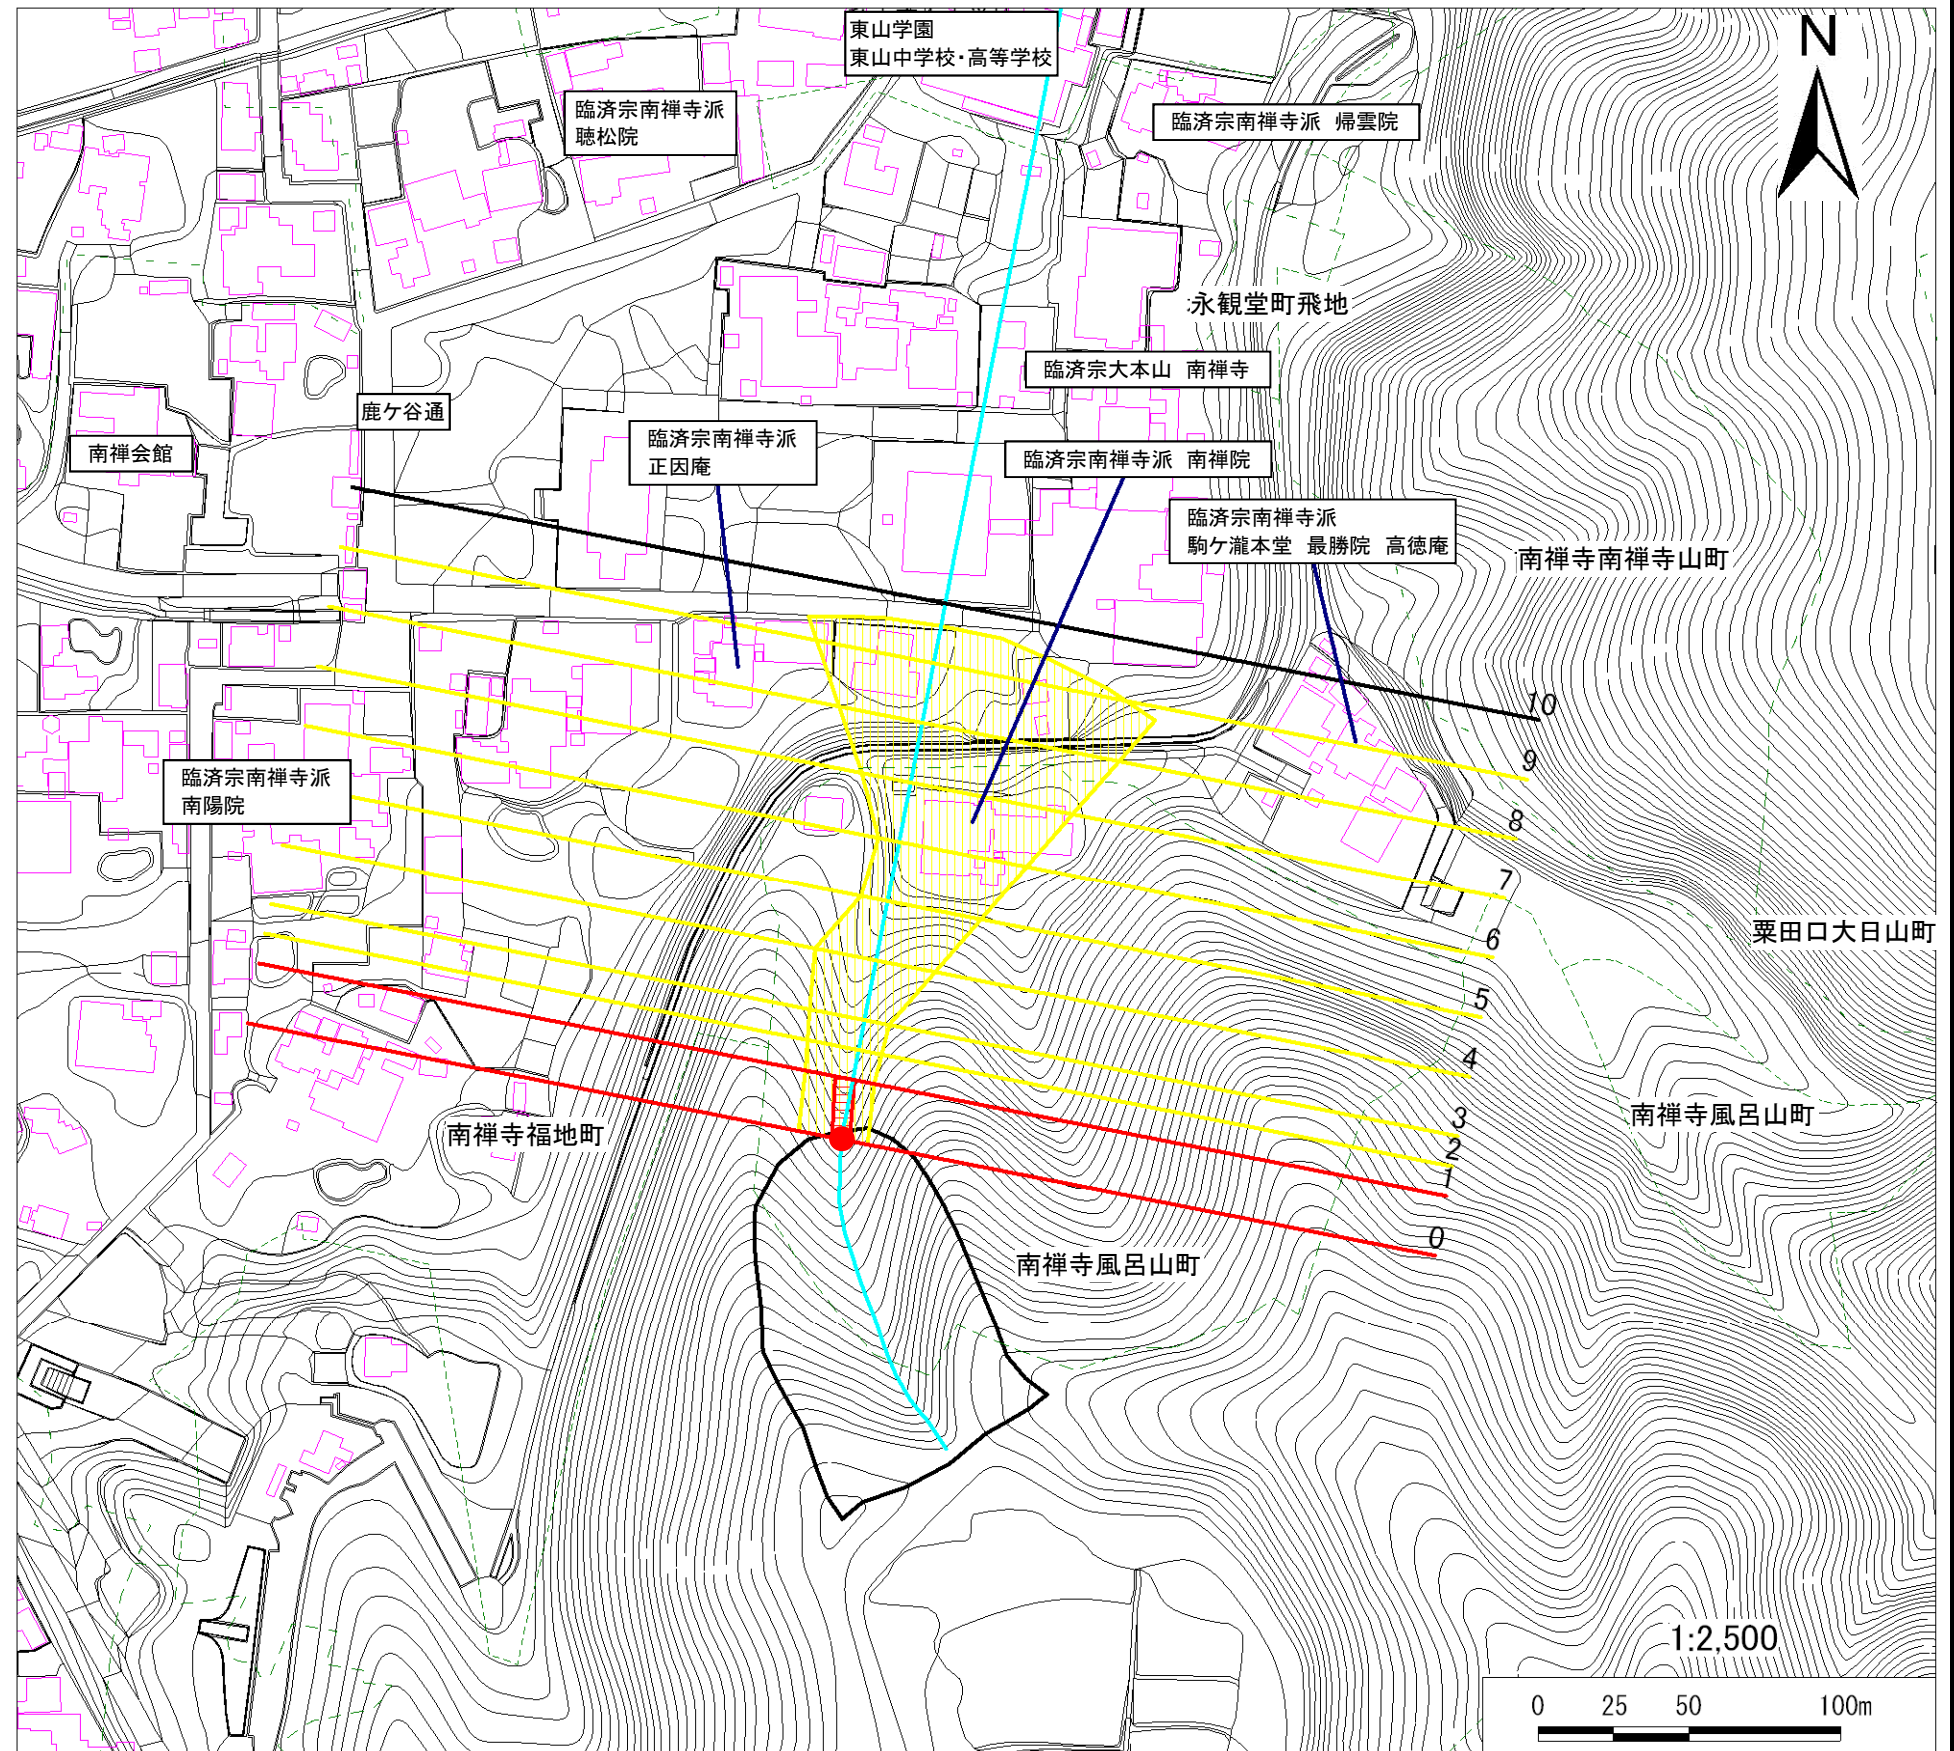 東山学園
東山中学校・高等学校
N
臨済宗南禅寺派
聴松院
臨済宗南禅寺派 帰雲院
永観堂町飛地
臨済宗大本山 南禅寺
鹿ケ谷通
南禅会館
臨済宗南禅寺派
正因庵
臨済宗南禅寺派 南禅院
臨済宗南禅寺派
駒ケ瀧本堂 最勝院 高徳庵
南禅寺南禅寺山町
10
9
臨済宗南禅寺派
南陽院
8
7
6
粟田口大日山町
5
4
3
南禅寺風呂山町
南禅寺福地町
2
1
0
南禅寺風呂山町
1:2,500
0 25 50 100m